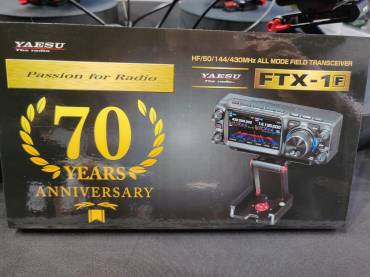 YAESU
The radio
Passion for Radio
70
YEARS
ANNIVERSARY
HF/50/144/430MHz ALL MODE FIELD TRANSCEIVER
YAESU
The radio
FTX-1F